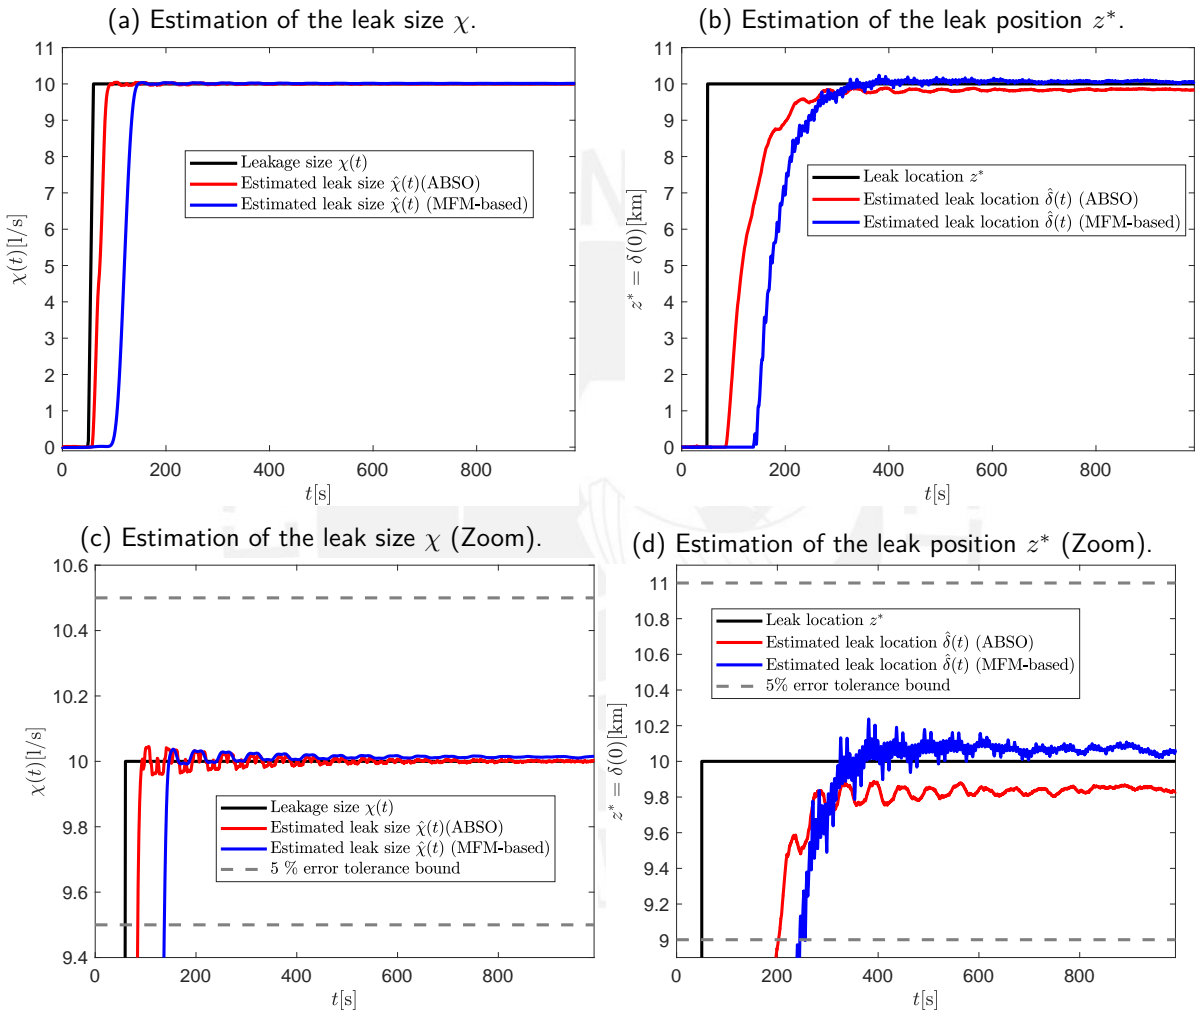 (a) Estimation of the leak size χ.
11
10
9
8
7
6
5
4
3
2
1
0
χ(t)[l/s]
Leakage size χ(t)
Estimated leak size χ̂(t)(ABSO)
Estimated leak size χ̂(t) (MFM-based)
0 200 400 600 800
t[s]
(b) Estimation of the leak position z*.
11
10
9
8
7
6
5
4
3
2
1
0
z* = δ(0)[km]
Leak location z*
Estimated leak location δ̂(t) (ABSO)
Estimated leak location δ̂(t) (MFM-based)
0 200 400 600 800
t[s]
(c) Estimation of the leak size χ (Zoom).
10.6
10.4
10.2
10
9.8
9.6
9.4
χ(t)[l/s]
Leakage size χ(t)
Estimated leak size χ̂(t)(ABSO)
Estimated leak size χ̂(t) (MFM-based)
5 % error tolerance bound
0 200 400 600 800
t[s]
(d) Estimation of the leak position z* (Zoom).
11
10.8
10.6
10.4
10.2
10
9.8
9.6
9.4
9.2
9
z* = δ(0)[km]
Leak location z*
Estimated leak location δ̂(t) (ABSO)
Estimated leak location δ̂(t) (MFM-based)
5% error tolerance bound
0 200 400 600 800
t[s]